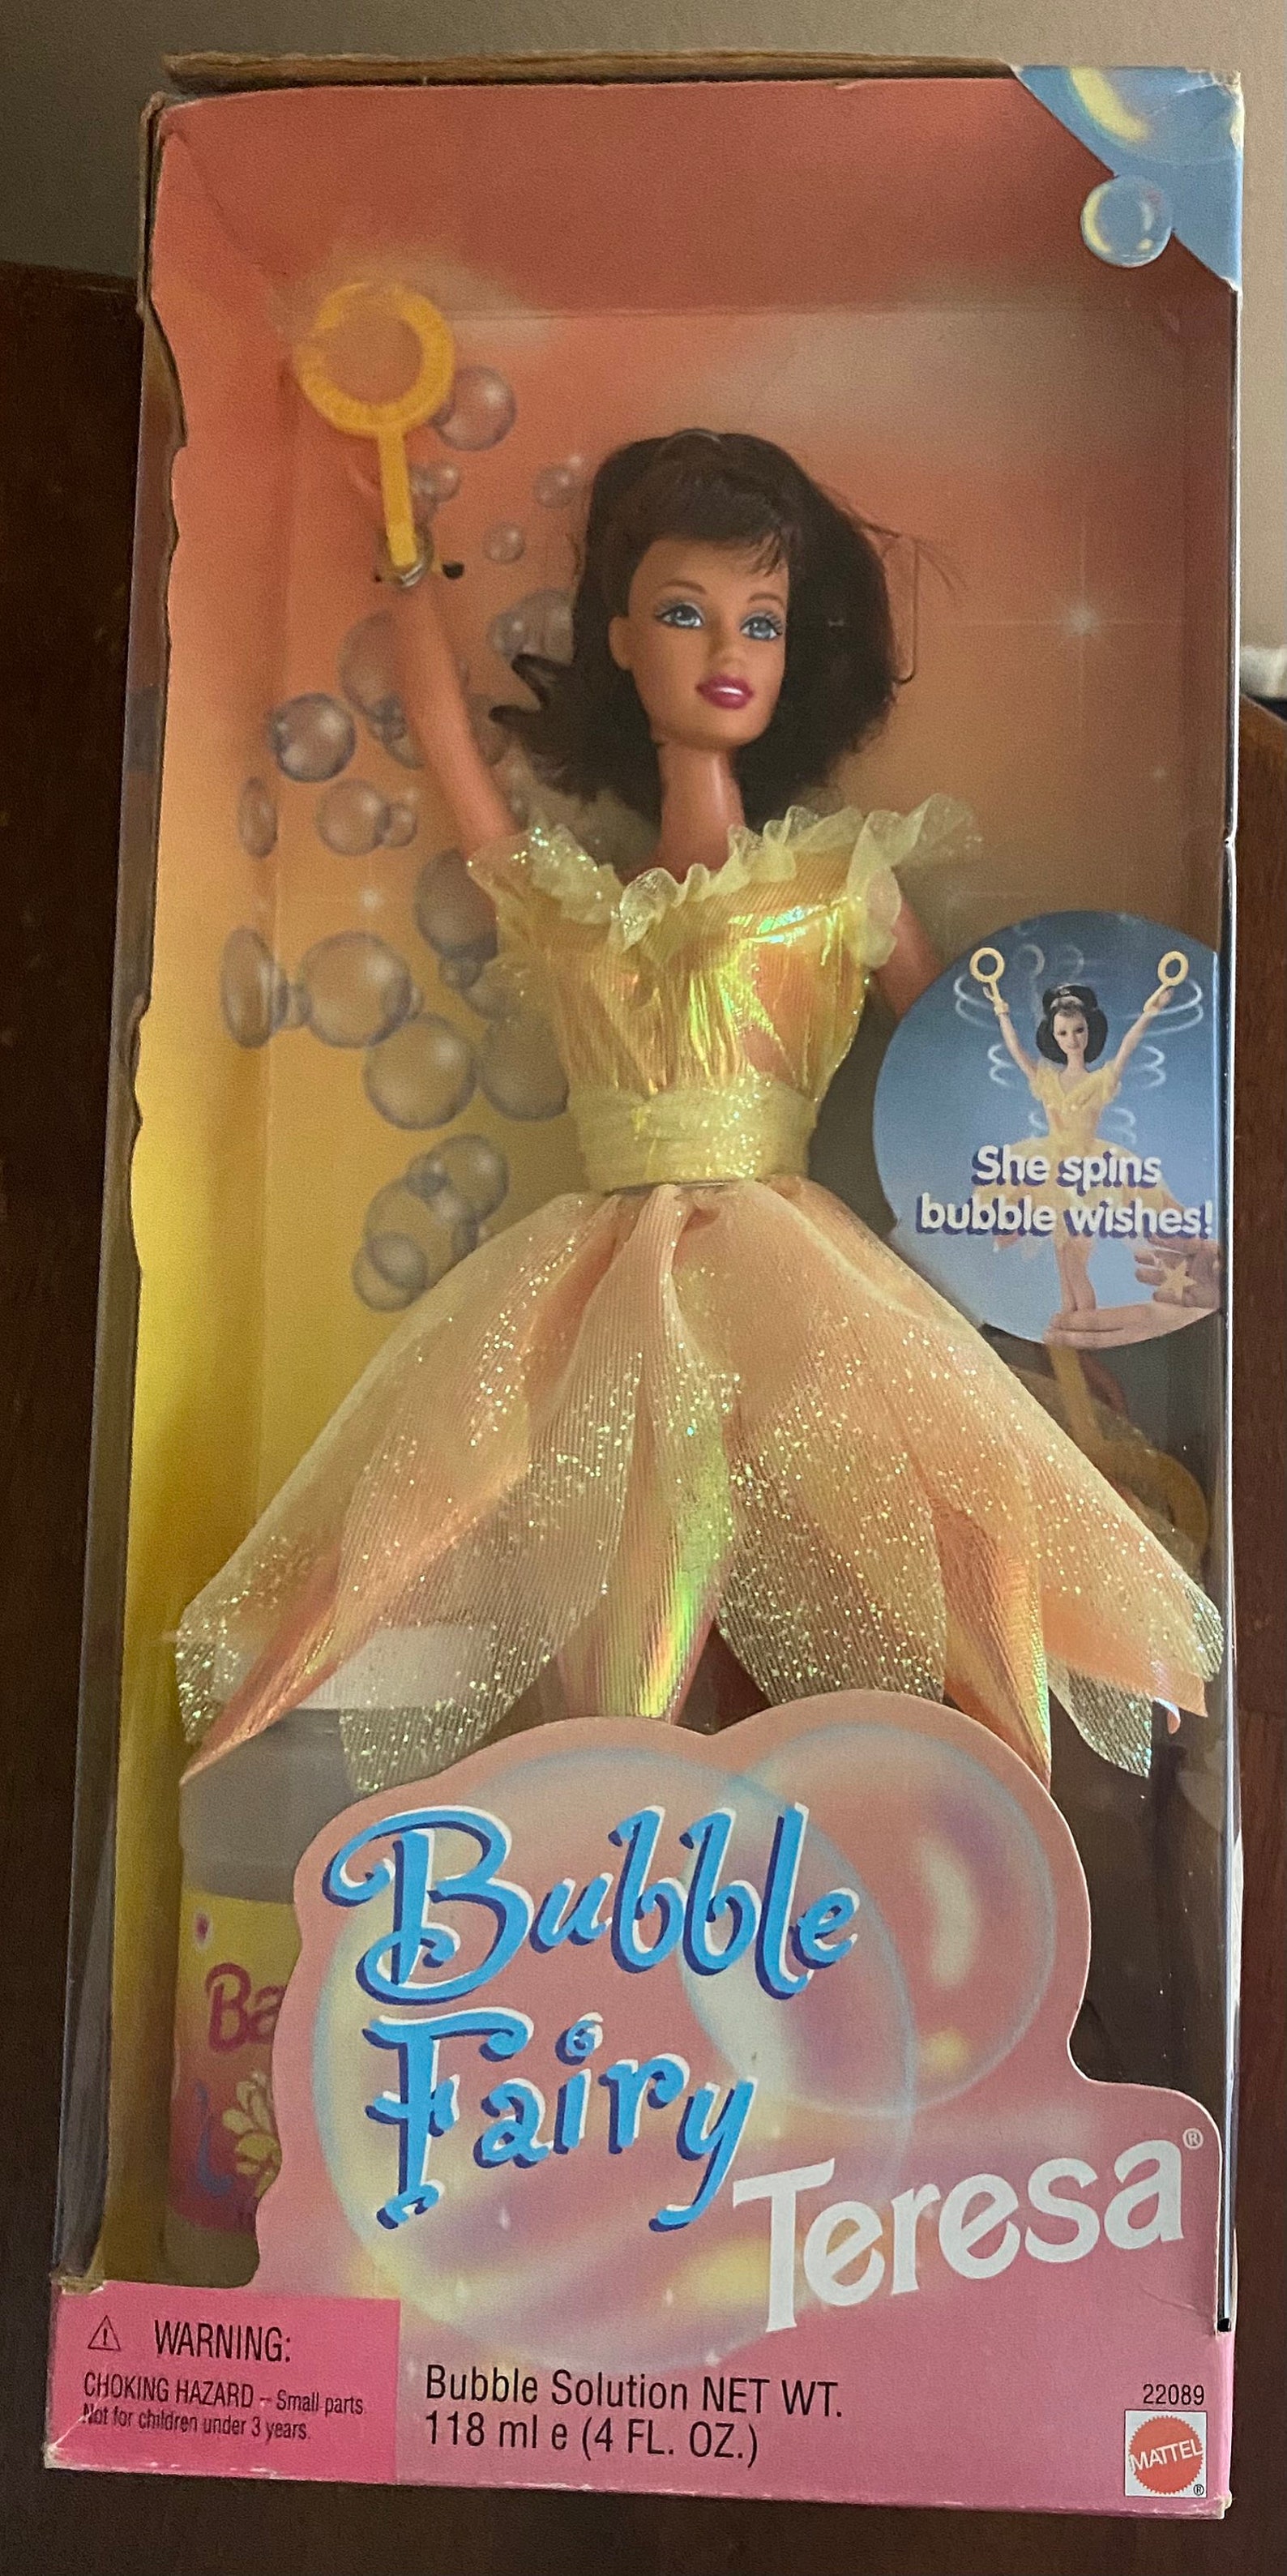 She spins
bubble wishes!
Bubble
Fairy
Teresa®
Ba
⚠ WARNING:
CHOKING HAZARD – Small parts
Not for children under 3 years.
Bubble Solution NET WT.
118 ml e (4 FL. OZ.)
22089
MATTEL
®